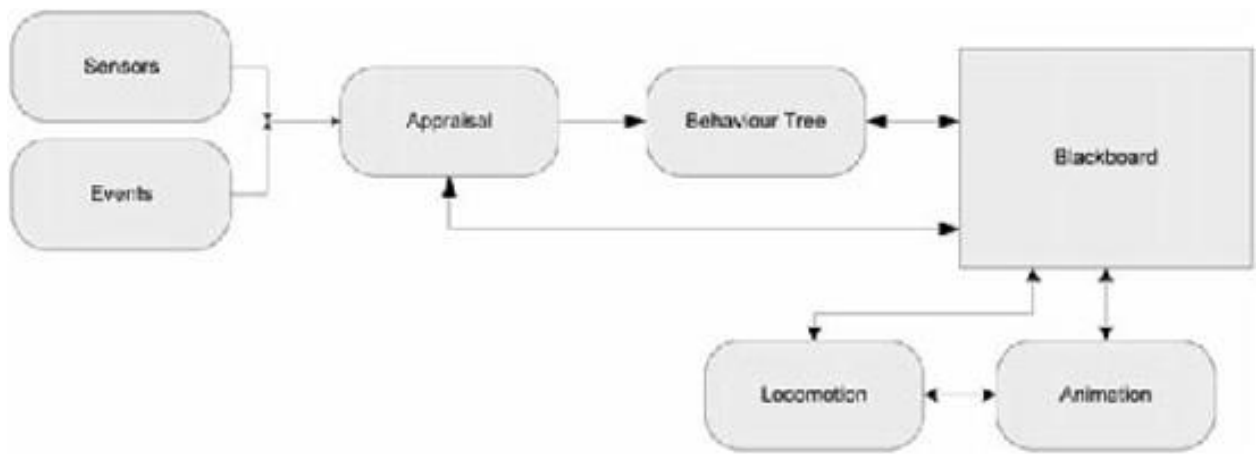 Sensors
Events
Appraisal
Behaviour Tree
Blackboard
Locomotion
Animation